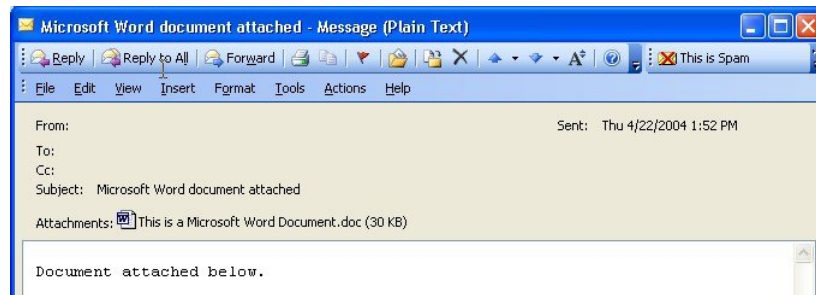 Microsoft Word document attached - Message (Plain Text)
Reply Reply to All Forward This is Spam
File Edit View Insert Format Tools Actions Help
From: Sent: Thu 4/22/2004 1:52 PM
To:
Cc:
Subject: Microsoft Word document attached
Attachments: This is a Microsoft Word Document.doc (30 KB)
Document attached below.